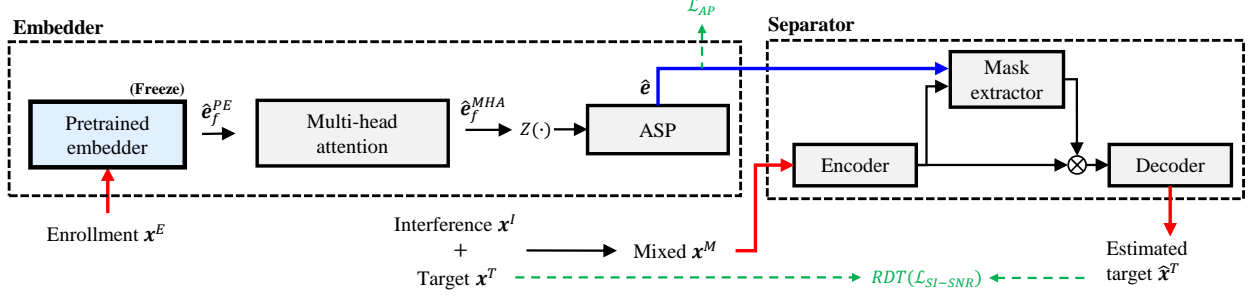 Embedder
(Freeze)
Pretrained
embedder
ê_f^{PE}
Multi-head
attention
ê_f^{MHA}
Z(·)
ASP
ê
ℒ_{AP}
Separator
Mask
extractor
Encoder
⊗
Decoder
Enrollment x^E
Interference x^I
+
Target x^T
Mixed x^M
RDT(ℒ_{SI−SNR})
Estimated
target x̂^T